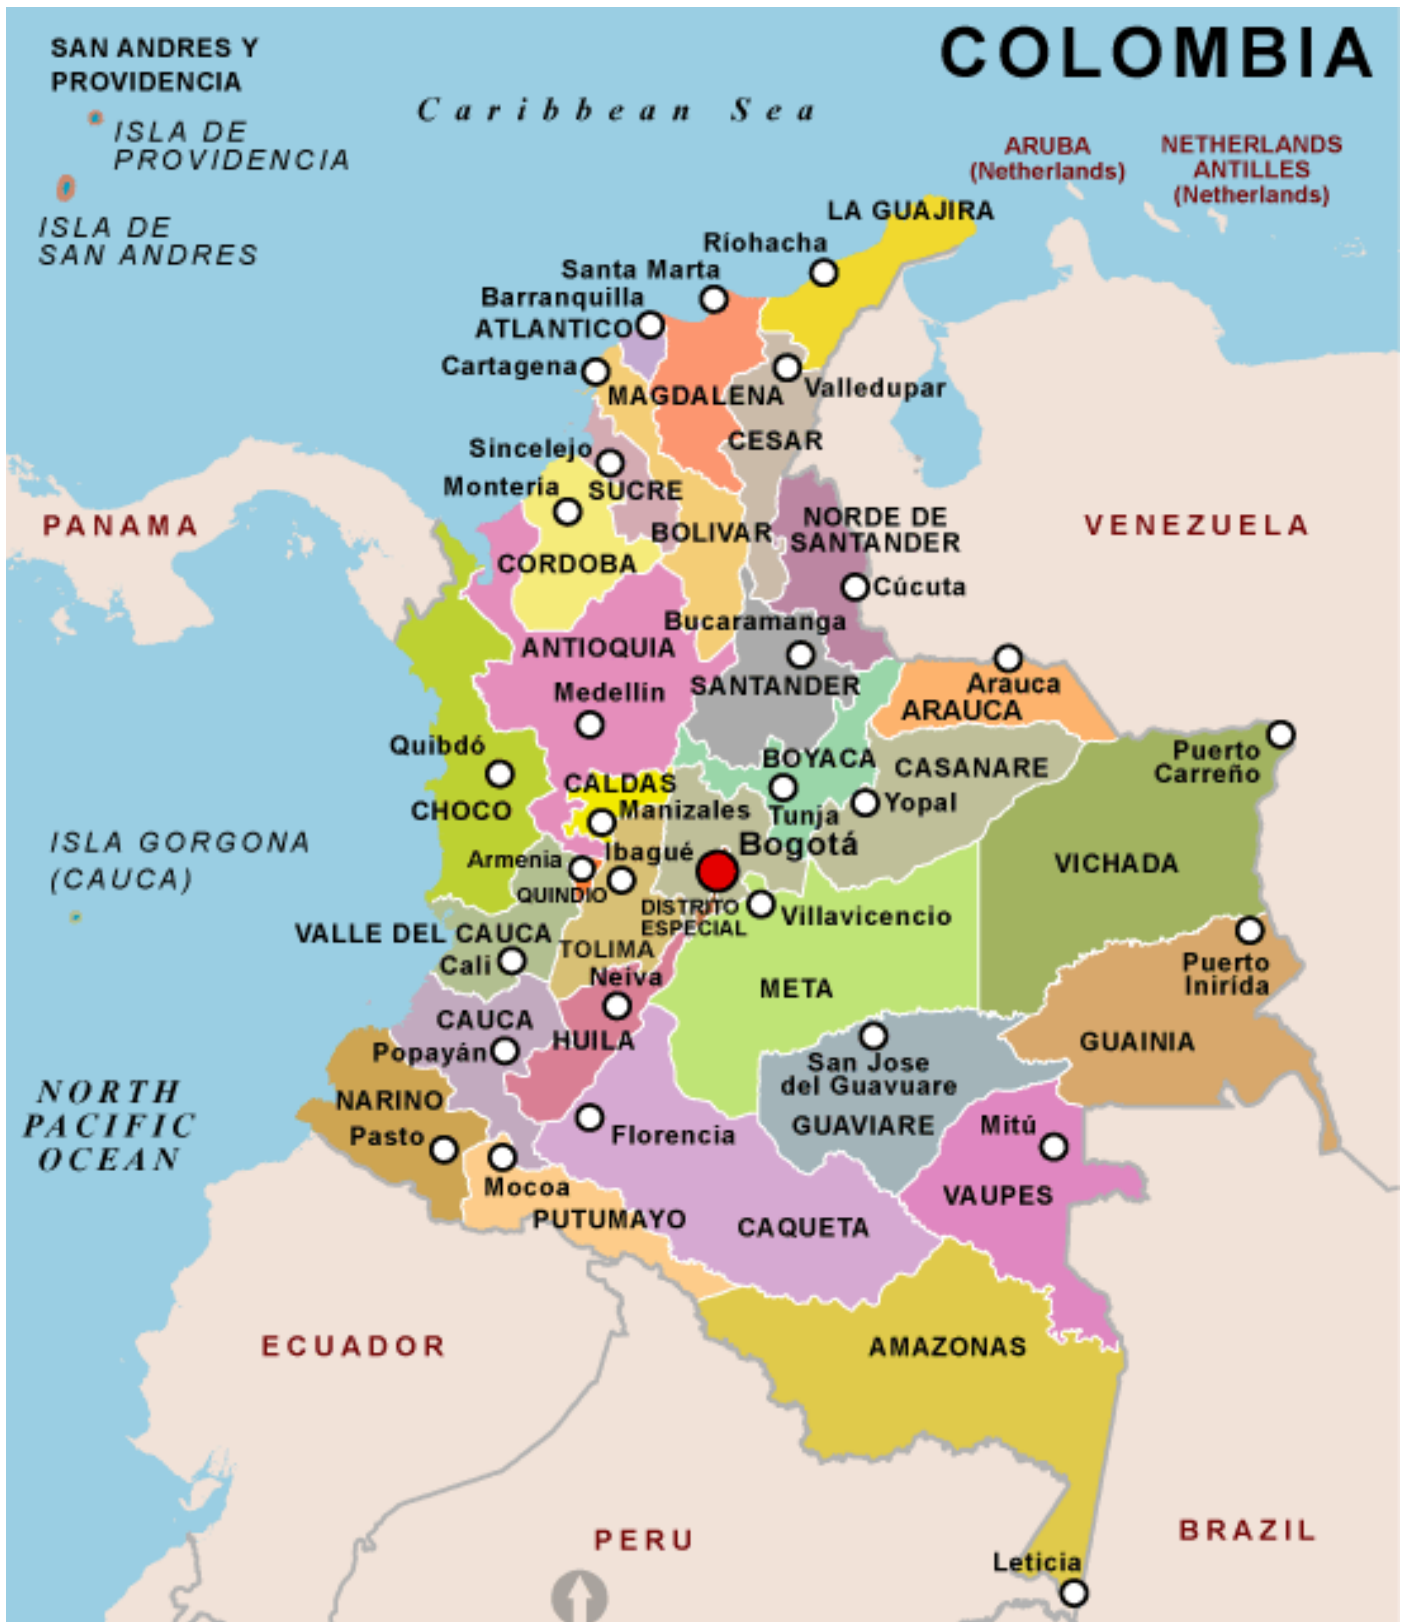 COLOMBIA
SAN ANDRES Y
PROVIDENCIA
Caribbean Sea
ISLA DE
PROVIDENCIA
ISLA DE
SAN ANDRES
ARUBA
(Netherlands)
NETHERLANDS
ANTILLES
(Netherlands)
LA GUAJIRA
Ríohacha
Santa Marta
Barranquilla
ATLANTICO
Cartagena
MAGDALENA
Valledupar
CESAR
Sincelejo
Monteria
SUCRE
PANAMA
BOLIVAR
NORDE DE
SANTANDER
VENEZUELA
CORDOBA
Cúcuta
Bucaramanga
ANTIOQUIA
Medellín
SANTANDER
Arauca
ARAUCA
Quibdó
CHOCO
CALDAS
Manizales
BOYACA
Tunja
CASANARE
Yopal
Puerto
Carreño
ISLA GORGONA
(CAUCA)
Armenia
Ibagué
Bogotá
QUINDIO
DISTRITO
ESPECIAL
Villavicencio
VICHADA
VALLE DEL CAUCA
Cali
TOLIMA
Neiva
META
Puerto
Inirída
CAUCA
Popayán
HUILA
San Jose
del Guavuare
GUAVIARE
GUAINIA
NORTH
PACIFIC
OCEAN
NARINO
Pasto
Florencia
Mitú
Mocoa
PUTUMAYO
CAQUETA
VAUPES
ECUADOR
AMAZONAS
PERU
BRAZIL
Leticia